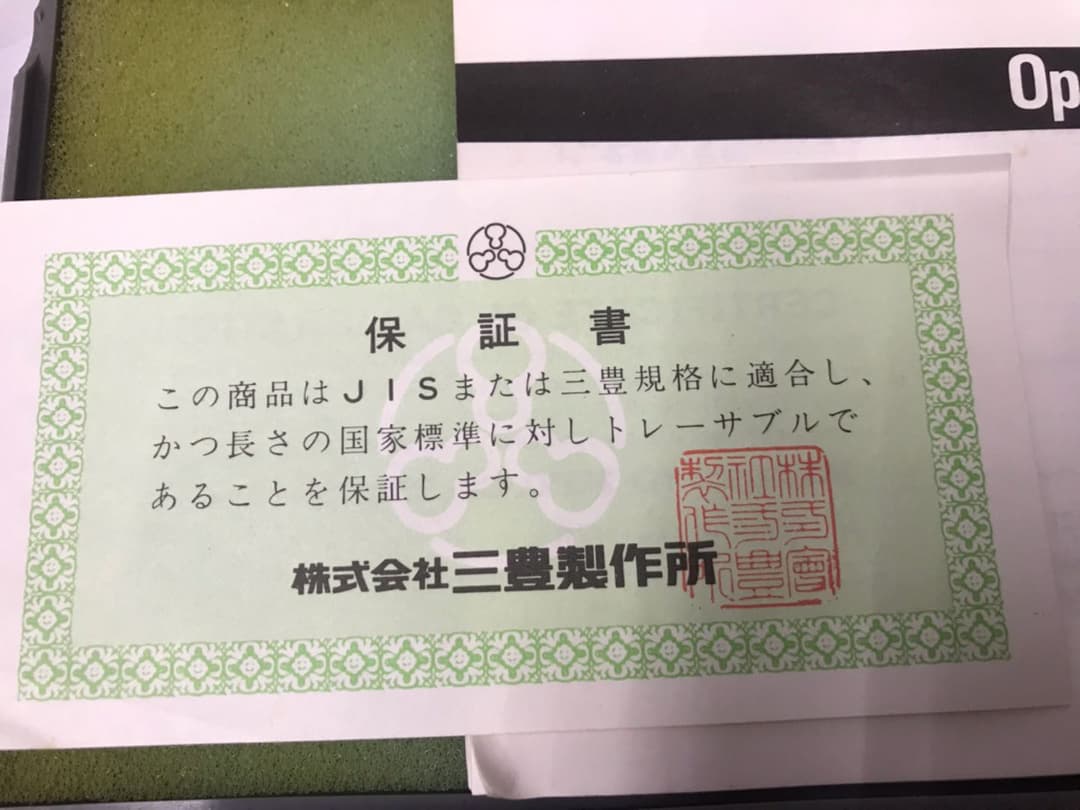 Op
保証書
この商品はJISまたは三豊規格に適合し、
かつ長さの国家標準に対しトレーサブルで
あることを保証します。
株式会社三豊製作所